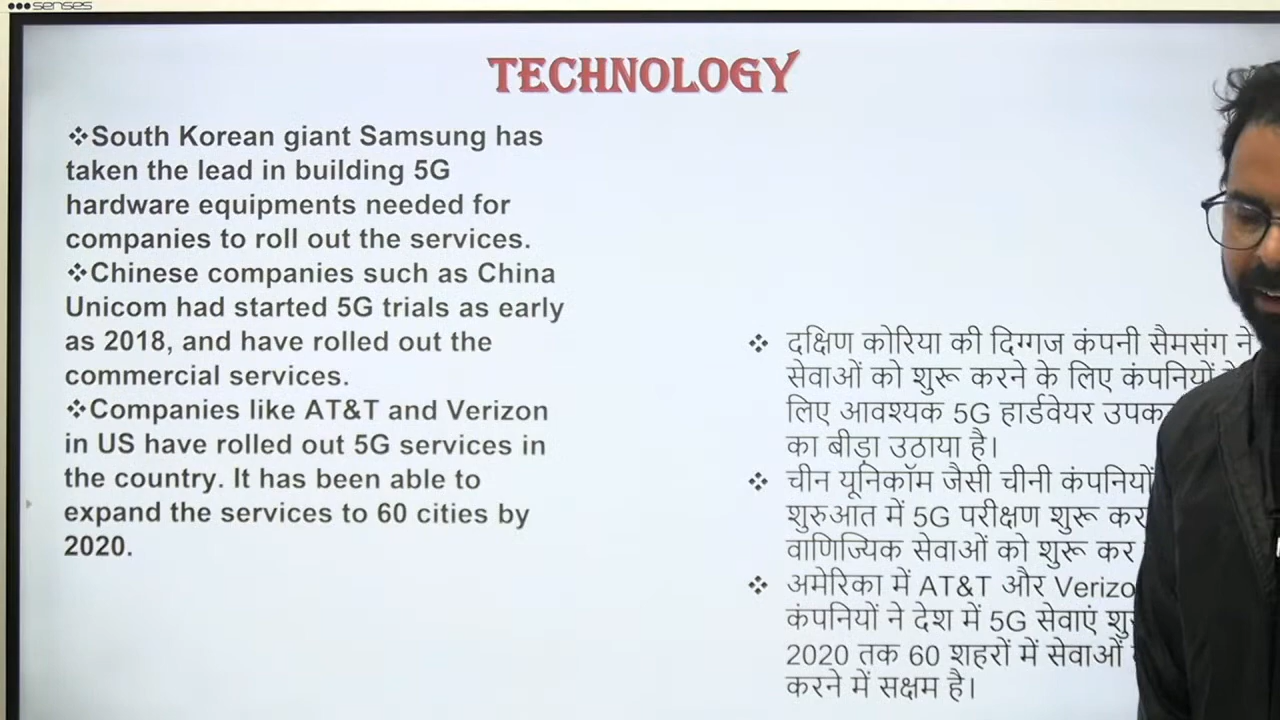 senses
TECHNOLOGY
❖South Korean giant Samsung has
taken the lead in building 5G
hardware equipments needed for
companies to roll out the services.
❖Chinese companies such as China
Unicom had started 5G trials as early
as 2018, and have rolled out the
commercial services.
❖Companies like AT&T and Verizon
in US have rolled out 5G services in
the country. It has been able to
expand the services to 60 cities by
2020.
❖ दक्षिण कोरिया की दिग्गज कंपनी सैमसंग ने
सेवाओं को शुरू करने के लिए कंपनियों
लिए आवश्यक 5G हार्डवेयर
का बीड़ा उठाया है।
❖ चीन यूनिकॉम जैसी चीनी कंपनियों
शुरुआत में 5G परीक्षण शुरू कर
वाणिज्यिक सेवाओं को शुरू कर
❖ अमेरिका में AT&T और
कंपनियों ने देश में 5G सेवाएं
2020 तक 60 शहरों में सेवाओं
करने में सक्षम है।